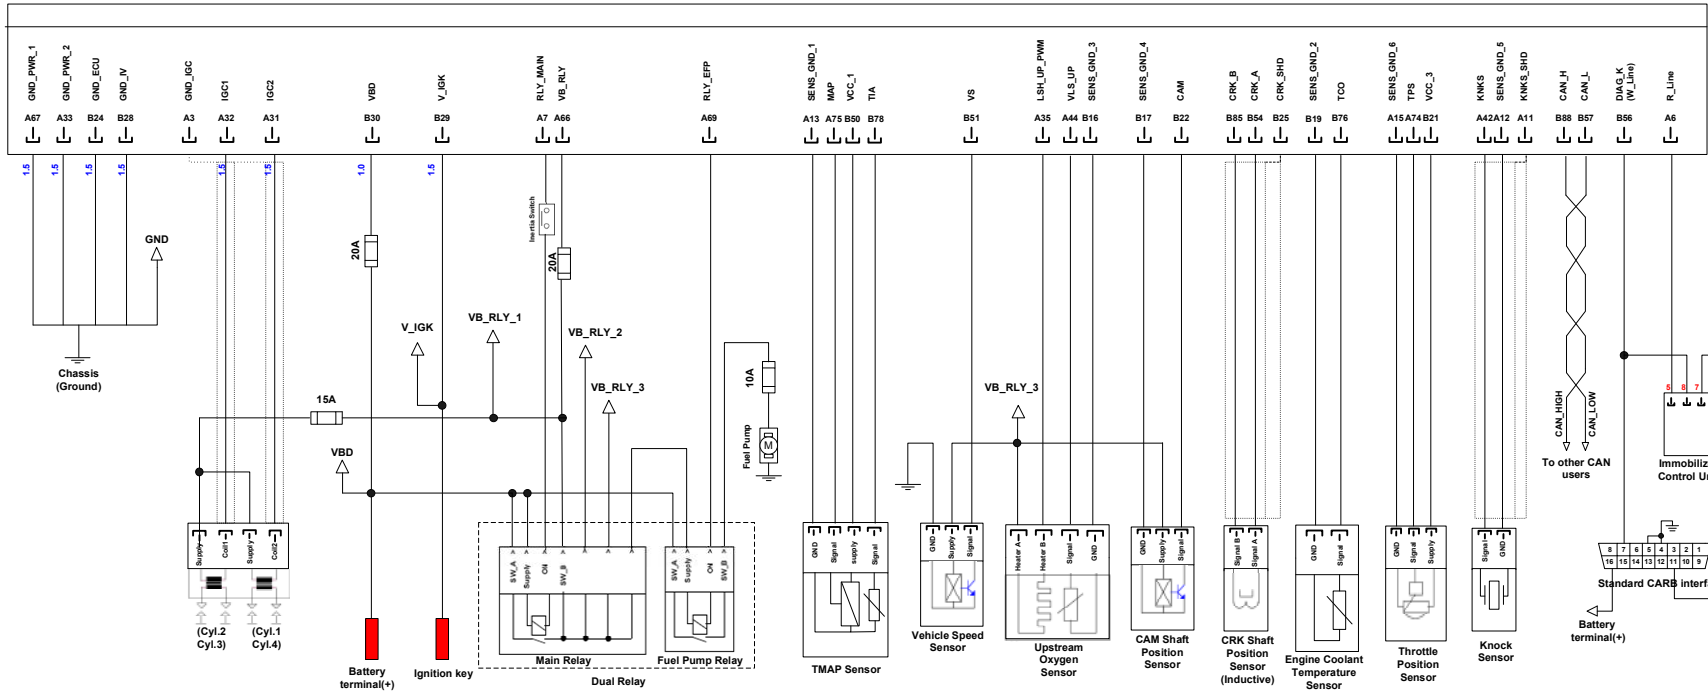 GND_PWR_1
GND_PWR_2
GND_ECU
GND_IV
GND_IGC
IGC1
IGC2
VBD
V_IGK
RLY_MAIN
VB_RLY
RLY_EFP
SENS_GND_1
MAP
VCC_1
TIA
VS
LSH_UP_PWM
VLS_UP
SENS_GND_3
SENS_GND_4
CAM
CRK_B
CRK_A
CRK_SHD
SENS_GND_2
TCO
SENS_GND_6
TPS
VCC_3
KNKS
SENS_GND_5
KNKS_SHD
CAN_H
CAN_L
DIAG_K
(W_Line)
R_Line
A67 A33 B24 B28 A3 A32 A31 B30 B29 A7 A66 A69 A13 A75 B50 B78 B51 A35 A44 B16 B17 B22 B85 B54 B25 B19 B76 A15 A74 B21 A42 A12 A11 B88 B57 B56 A6
1.5 1.5 1.5 1.5 1.5 1.5 1.0 1.5
Inertia Switch
GND
20A
20A
V_IGK
VB_RLY_1
VB_RLY_2
VB_RLY_3
10A
VB_RLY_3
Chassis
(Ground)
15A
VBD
Fuel Pump
M
CAN_HIGH
CAN_LOW
To other CAN
users
5 8 7
Immobiliz
Control Un
Supply
Coil1
Supply
Coil2
(Cyl.2
Cyl.3)
(Cyl.1
Cyl.4)
Battery
terminal(+)
Ignition key
SW_A
Supply
ON
SW_B
Main Relay
SW_A
Supply
ON
SW_B
Fuel Pump Relay
Dual Relay
GND
Signal
supply
Signal
TMAP Sensor
GND
Supply
Signal
Vehicle Speed
Sensor
Heater A
Heater B
Signal
GND
Upstream
Oxygen
Sensor
GND
Supply
Signal
CAM Shaft
Position
Sensor
Signal B
Signal A
CRK Shaft
Position
Sensor
(Inductive)
GND
Signal
Engine Coolant
Temperature
Sensor
GND
Signal
Supply
Throttle
Position
Sensor
Signal
GND
Knock
Sensor
8 7 6 5 4 3 2 1
16 15 14 13 12 11 10 9
Standard CARB interfa
Battery
terminal(+)